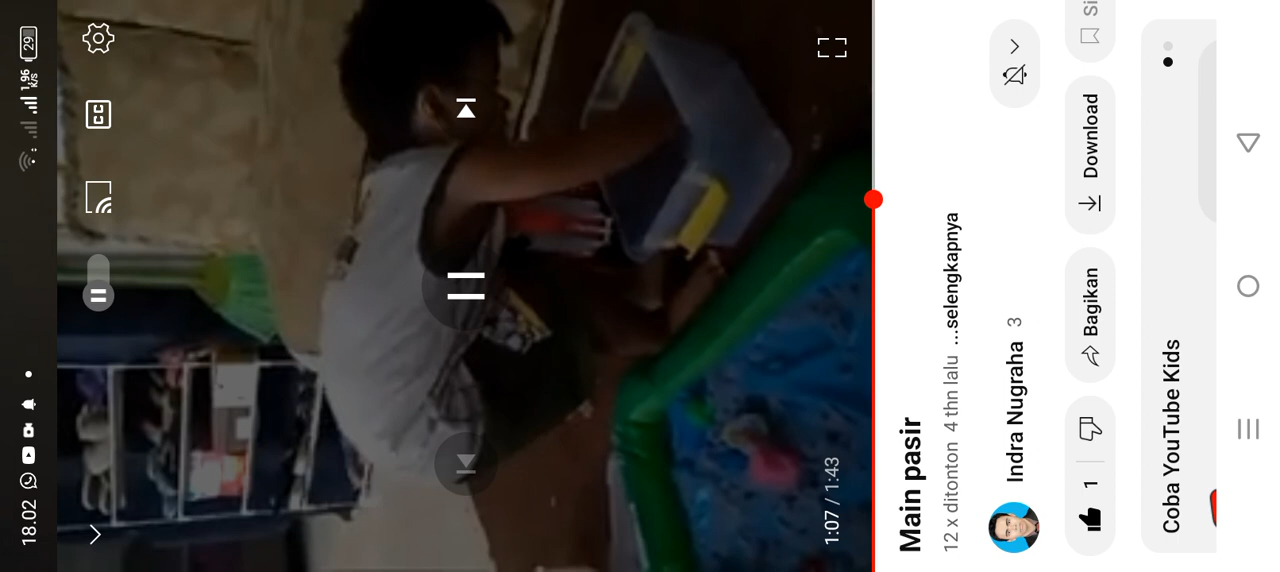 18.02
1,96 K/S
29
CC
1:07 / 1:43
Main pasir
12 x ditonton 4 thn lalu ...selengkapnya
Indra Nugraha 3
1
Bagikan
Download
Coba YouTube Kids